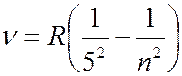 ν = R(1/5² − 1/n²)